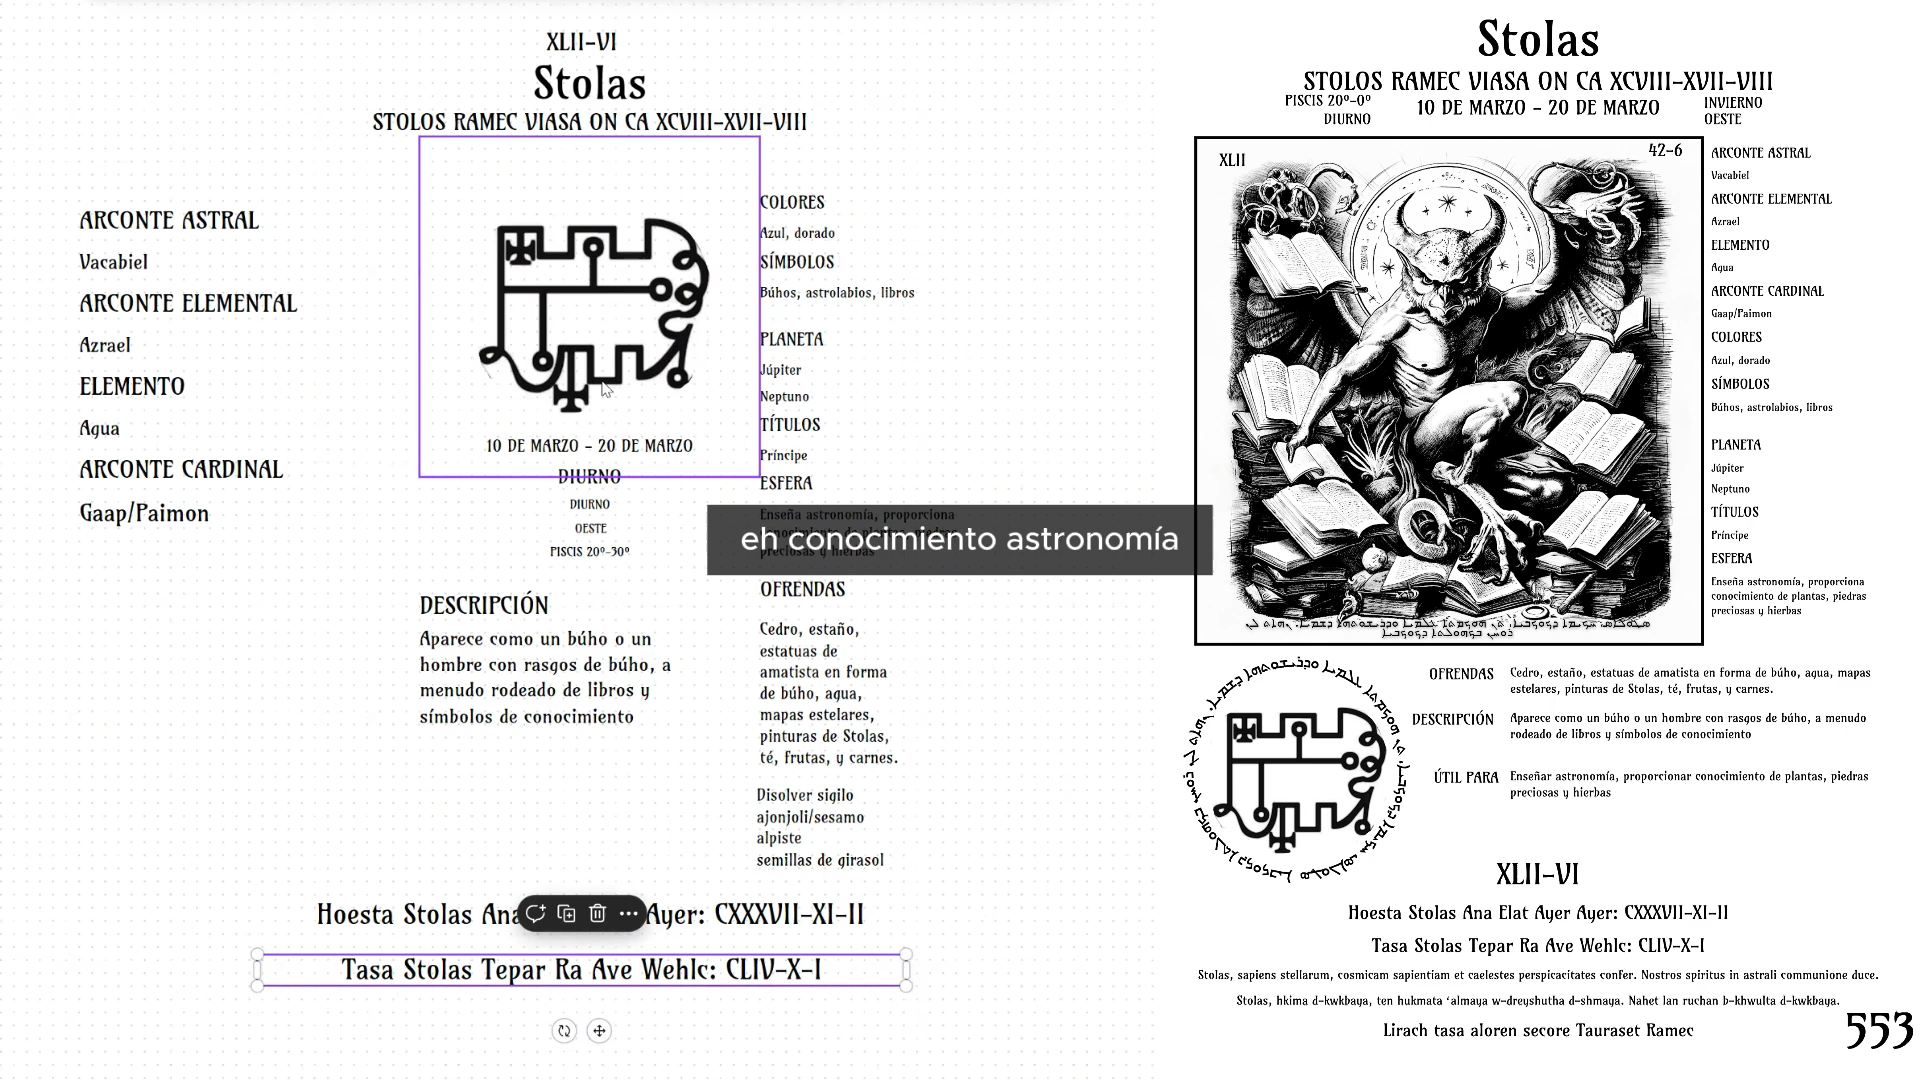 XLII-VI
Stolas
STOLOS RAMEC VIASA ON CA XCVIII-XVII-VIII
ARCONTE ASTRAL
Vacabiel
ARCONTE ELEMENTAL
Azrael
ELEMENTO
Agua
ARCONTE CARDINAL
Gaap/Paimon
10 DE MARZO - 20 DE MARZO
DIURNO
DIURNO
OESTE
PISCIS 20º-30º
DESCRIPCIÓN
Aparece como un búho o un
hombre con rasgos de búho, a
menudo rodeado de libros y
símbolos de conocimiento
COLORES
Azul, dorado
SÍMBOLOS
Búhos, astrolabios, libros
PLANETA
Júpiter
Neptuno
TÍTULOS
Príncipe
ESFERA
Enseña astronomía, proporciona
conocimiento de plantas, piedras
preciosas y hierbas
eh conocimiento astronomía
OFRENDAS
Cedro, estaño,
estatuas de
amatista en forma
de búho, agua,
mapas estelares,
pinturas de Stolas,
té, frutas, y carnes.
Disolver sigilo
ajonjoli/sesamo
alpiste
semillas de girasol
Hoesta Stolas Ana Ayer: CXXXVII-XI-II
Tasa Stolas Tepar Ra Ave Wehlc: CLIV-X-I
Stolas
STOLOS RAMEC VIASA ON CA XCVIII-XVII-VIII
PISCIS 20º-0º
DIURNO
10 DE MARZO - 20 DE MARZO
INVIERNO
OESTE
XLII
42-6
ARCONTE ASTRAL
Vacabiel
ARCONTE ELEMENTAL
Azrael
ELEMENTO
Agua
ARCONTE CARDINAL
Gaap/Paimon
COLORES
Azul, dorado
SÍMBOLOS
Búhos, astrolabios, libros
PLANETA
Júpiter
Neptuno
TÍTULOS
Príncipe
ESFERA
Enseña astronomía, proporciona
conocimiento de plantas, piedras
preciosas y hierbas
OFRENDAS
Cedro, estaño, estatuas de amatista en forma de búho, agua, mapas
estelares, pinturas de Stolas, té, frutas, y carnes.
DESCRIPCIÓN
Aparece como un búho o un hombre con rasgos de búho, a menudo
rodeado de libros y símbolos de conocimiento
ÚTIL PARA
Enseñar astronomía, proporcionar conocimiento de plantas, piedras
preciosas y hierbas
XLII-VI
Hoesta Stolas Ana Elat Ayer Ayer: CXXXVII-XI-II
Tasa Stolas Tepar Ra Ave Wehlc: CLIV-X-I
Stolas, sapiens stellarum, cosmicam sapientiam et caelestes perspicacitates confer. Nostros spiritus in astrali communione duce.
Stolas, hkima d-kwkbaya, ten hukmata ‘almaya w-dreyshutha d-shmaya. Nahet lan ruchan b-khwulta d-kwkbaya.
Lirach tasa aloren secore Tauraset Ramec
553